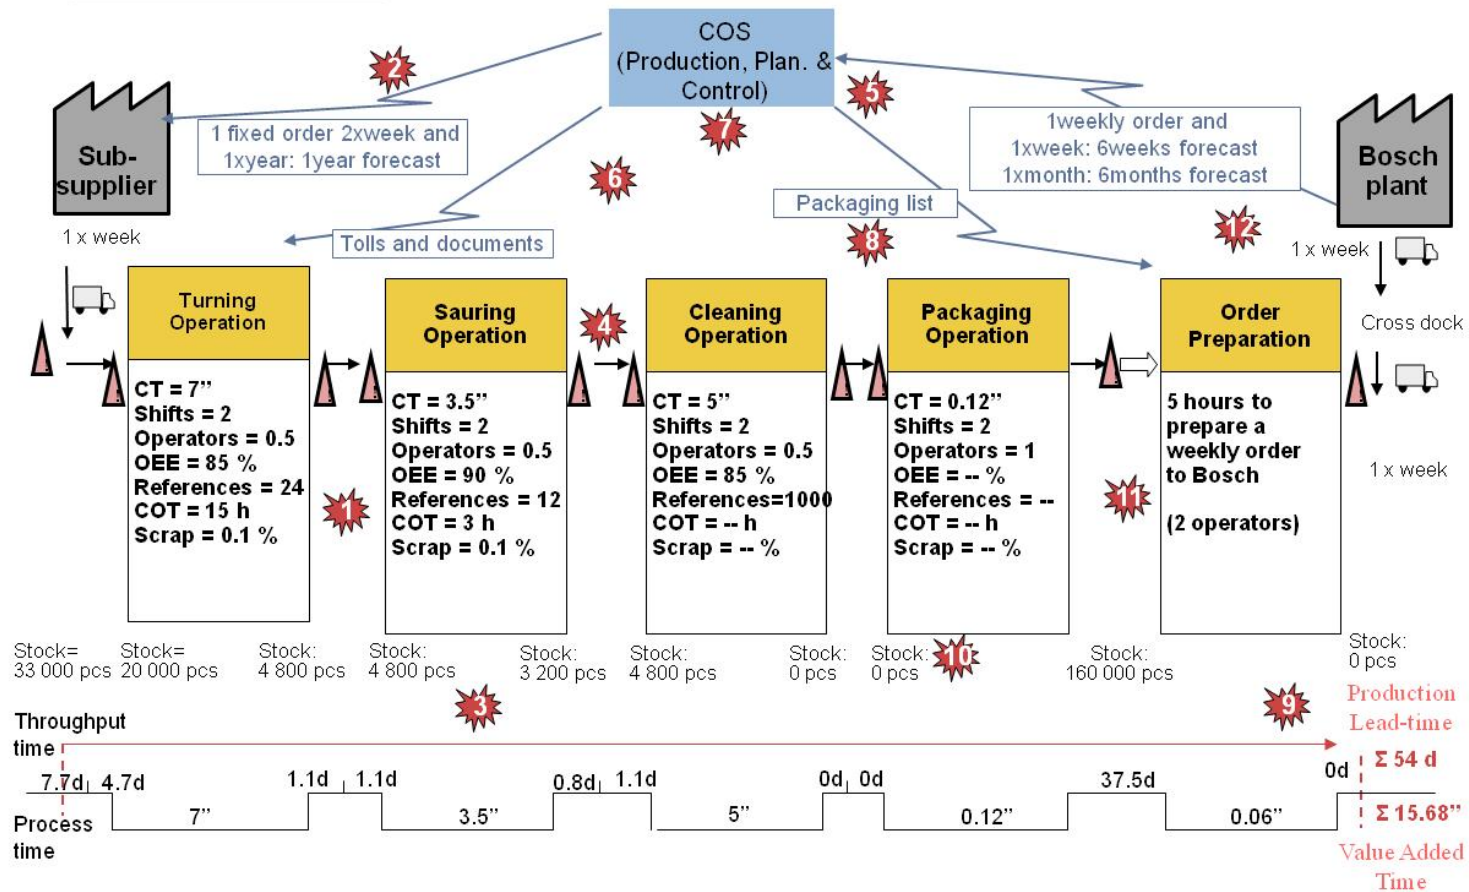 COS
(Production, Plan. &
Control)
2
5
7
6
8
12
1 fixed order 2xweek and
1xyear: 1year forecast
1weekly order and
1xweek: 6weeks forecast
1xmonth: 6months forecast
Sub-
supplier
Bosch
plant
Packaging list
Tolls and documents
1 x week
1 x week
Cross dock
1 x week
Turning
Operation
CT = 7”
Shifts = 2
Operators = 0.5
OEE = 85 %
References = 24
COT = 15 h
Scrap = 0.1 %
1
Sauring
Operation
CT = 3.5”
Shifts = 2
Operators = 0.5
OEE = 90 %
References = 12
COT = 3 h
Scrap = 0.1 %
4
Cleaning
Operation
CT = 5”
Shifts = 2
Operators = 0.5
OEE = 85 %
References=1000
COT = -- h
Scrap = -- %
Packaging
Operation
CT = 0.12”
Shifts = 2
Operators = 1
OEE = -- %
References = --
COT = -- h
Scrap = -- %
11
Order
Preparation
5 hours to
prepare a
weekly order
to Bosch
(2 operators)
Stock=
33 000 pcs
Stock=
20 000 pcs
Stock:
4 800 pcs
Stock:
4 800 pcs
Stock:
3 200 pcs
Stock:
4 800 pcs
Stock:
0 pcs
Stock:
0 pcs
10
Stock:
160 000 pcs
Stock:
0 pcs
3
9
Production
Lead-time
Throughput
time
7.7d 4.7d 1.1d 1.1d 0.8d 1.1d 0d 0d 37.5d 0d
Σ 54 d
Process
time
7” 3.5” 5” 0.12” 0.06”
Σ 15.68”
Value Added
Time